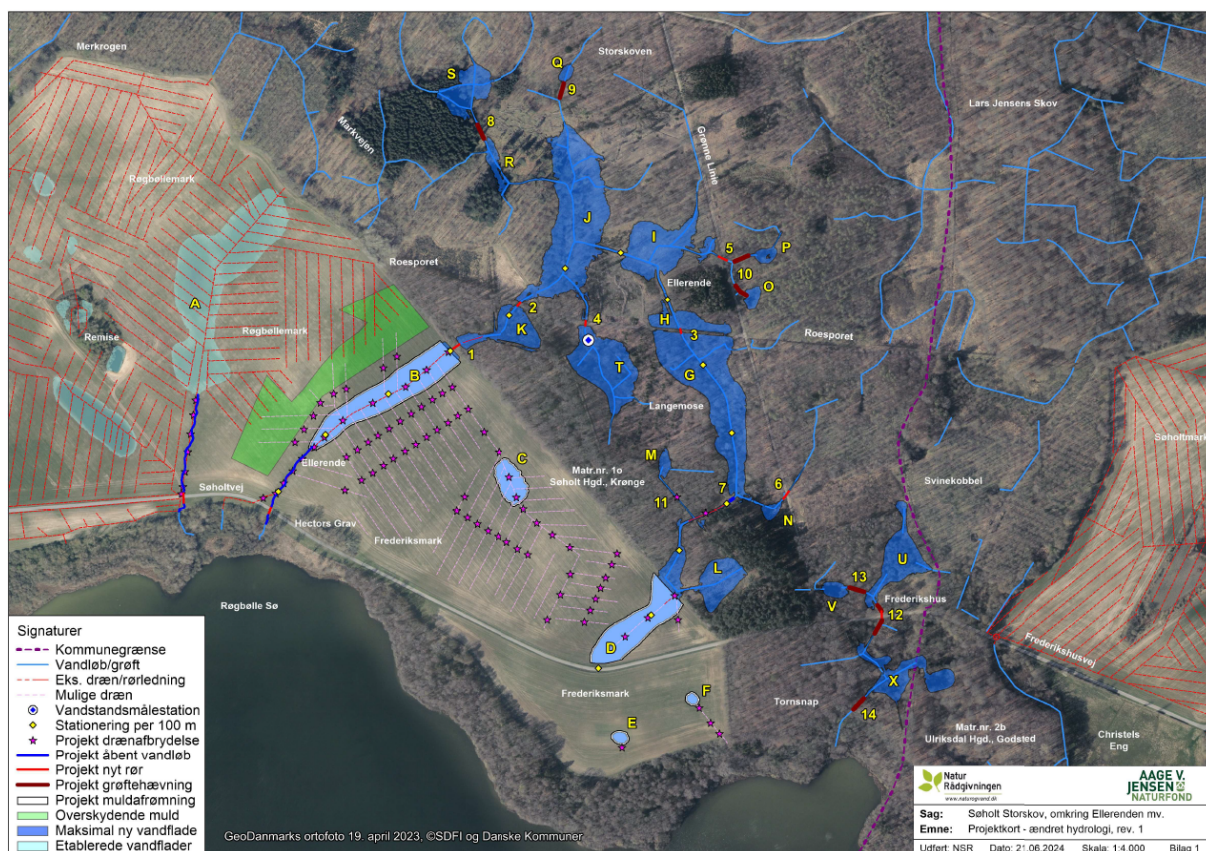 Merkrogen
Storskoven
Lars Jensens Skov
S
Q
9
8
Markvejen
Grønne Linie
R
Røgbøllemark
J
I
5
P
10
O
Ellerende
Roesporet
A
Røgbøllemark
2
K
4
H
3
Roesporet
Remise
1
B
T
G
Langemose
Søholtmark
Ellerende
C
M
Matr.nr. 1o
Søholt Hgd., Krønge
7
6
Svinekobbel
Søholtvej
11
N
Hectors Grav
Frederiksmark
L
U
13
V
Frederikshus
12
Røgbølle Sø
Frederikshusvej
D
X
Frederiksmark
F
Tornsnap
14
E
Matr.nr. 2b
Ulriksdal Hgd., Godsted
Christels
Eng
Signaturer
Kommunegrænse
Vandløb/grøft
Eks. dræn/rørledning
Mulige dræn
Vandstandsmålestation
Stationering per 100 m
Projekt drænafbrydelse
Projekt åbent vandløb
Projekt nyt rør
Projekt grøftehævning
Projekt muldafrømning
Overskydende muld
Maksimal ny vandflade
Etablerede vandflader
GeoDanmarks ortofoto 19. april 2023, ©SDFI og Danske Kommuner
Natur
Rådgivningen
www.naturogvand.dk
AAGE V.
JENSEN
NATURFOND
Sag: Søholt Storskov, omkring Ellerenden mv.
Emne: Projektkort - ændret hydrologi, rev. 1
Udført: NSR Dato: 21.06.2024 Skala: 1:4.000 Bilag 1